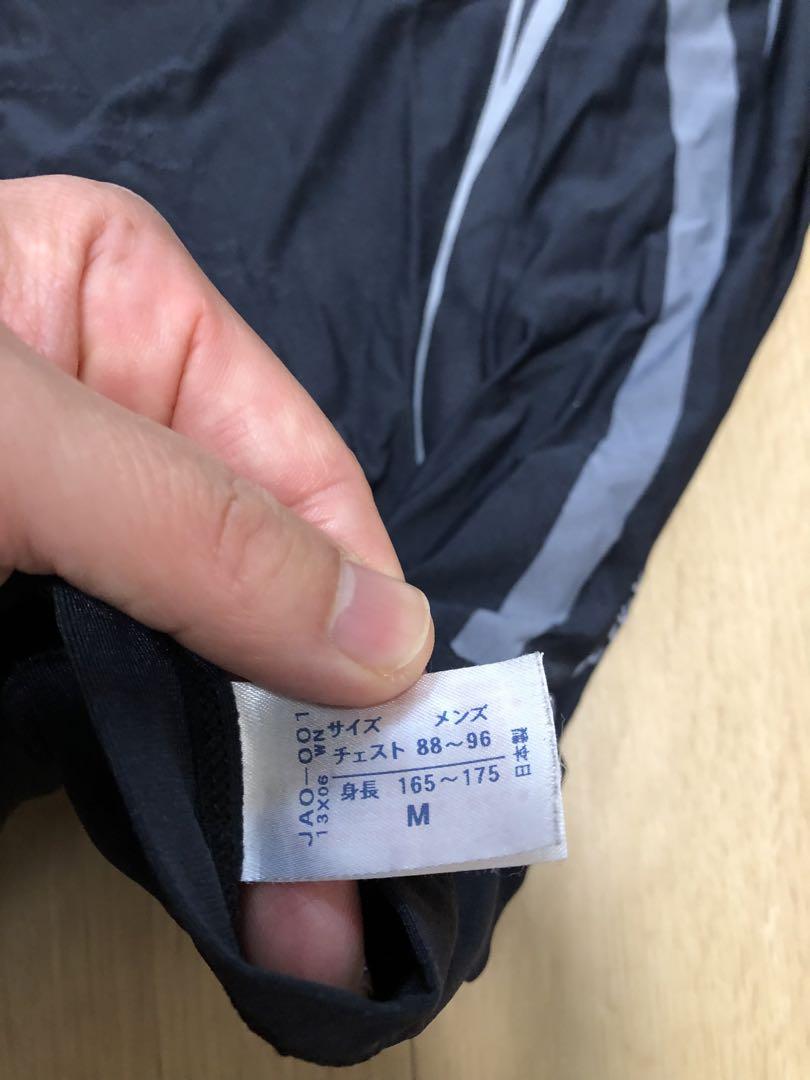 サイズ メンズ
チェスト 88～96
身長 165～175
M
JAO-001
13X06 WN
日本製